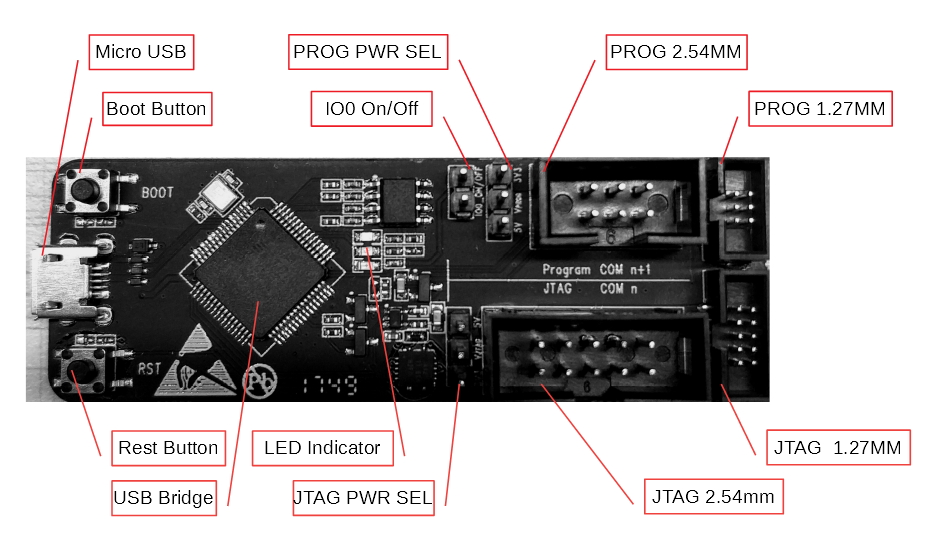 Micro USB
PROG PWR SEL
PROG 2.54MM
Boot Button
IO0 On/Off
PROG 1.27MM
BOOT
IO0_ON/OFF
3V3
5V
Program COM n+1
JTAG COM n
5V
RST
Pb
1749
Rest Button
LED Indicator
JTAG 1.27MM
USB Bridge
JTAG PWR SEL
JTAG 2.54mm